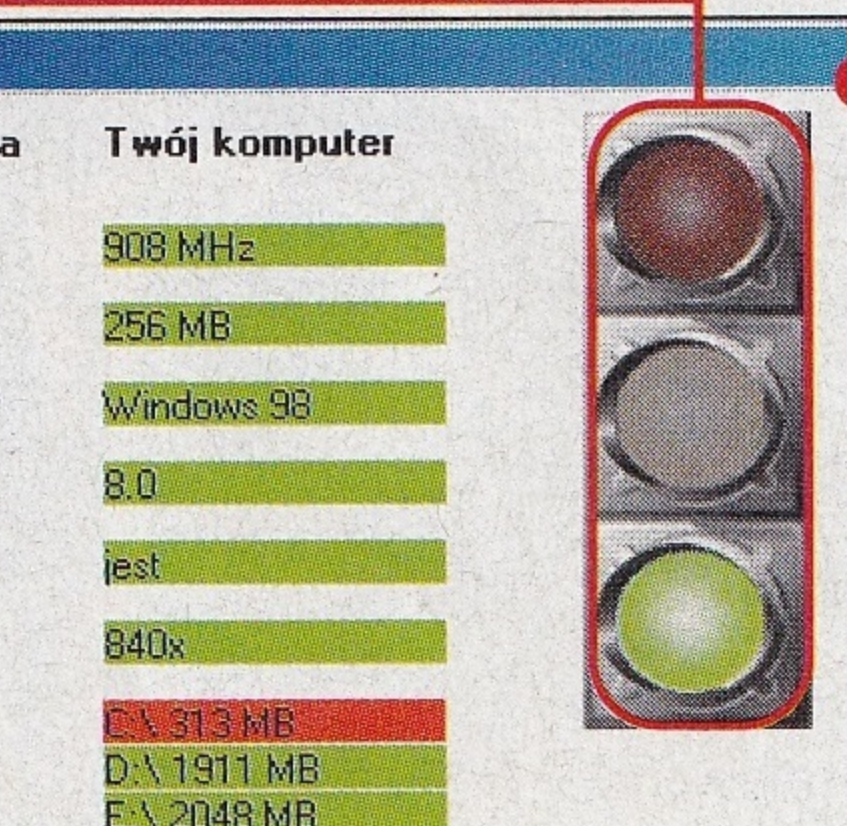 a Twój komputer
908 MHz
256 MB
Windows 98
8.0
jest
840x
C:\ 313 MB
D:\ 1911 MB
E:\ 2048 MB